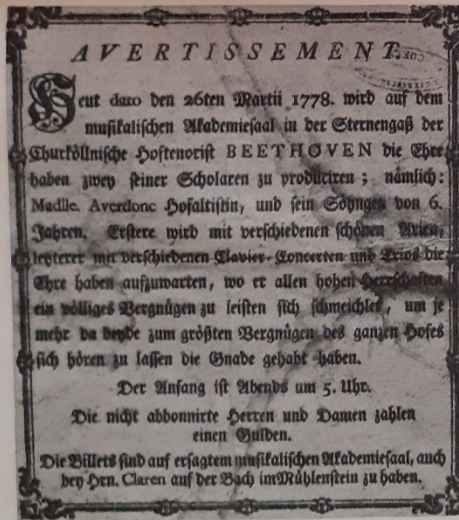 AVERTISSEMENT.
Heut dato den 26ten Martii 1778. wird auf dem
musikalischen Akademiesaal in der Sternengaß der
Churköllnische Hoftenorist BEETHOVEN die Ehre
haben zwey seiner Scholaren zu produciren; nämlich:
Madlle. Averdonc Hofaltistin, und sein Söhngen von 6.
Jahren. Erstere wird mit verschiedenen schönen Arien,
letzterer mit verschiedenen Clavier-Concerten und Trios die
Ehre haben aufzuwarten, wo er allen hohen Herrschaften
ein völliges Vergnügen zu leisten sich schmeichlet, um je
mehr da beyde zum größten Vergnügen des ganzen Hofes
sich hören zu lassen die Gnade gehabt haben.
Der Anfang ist Abends um 5. Uhr.
Die nicht abbonnirte Herren und Damen zahlen
einen Gulden.
Die Billets sind auf ersagtem musikalischen Akademiesaal, auch
bey Hrn. Claren auf der Bach im Mühlenstein zu haben.